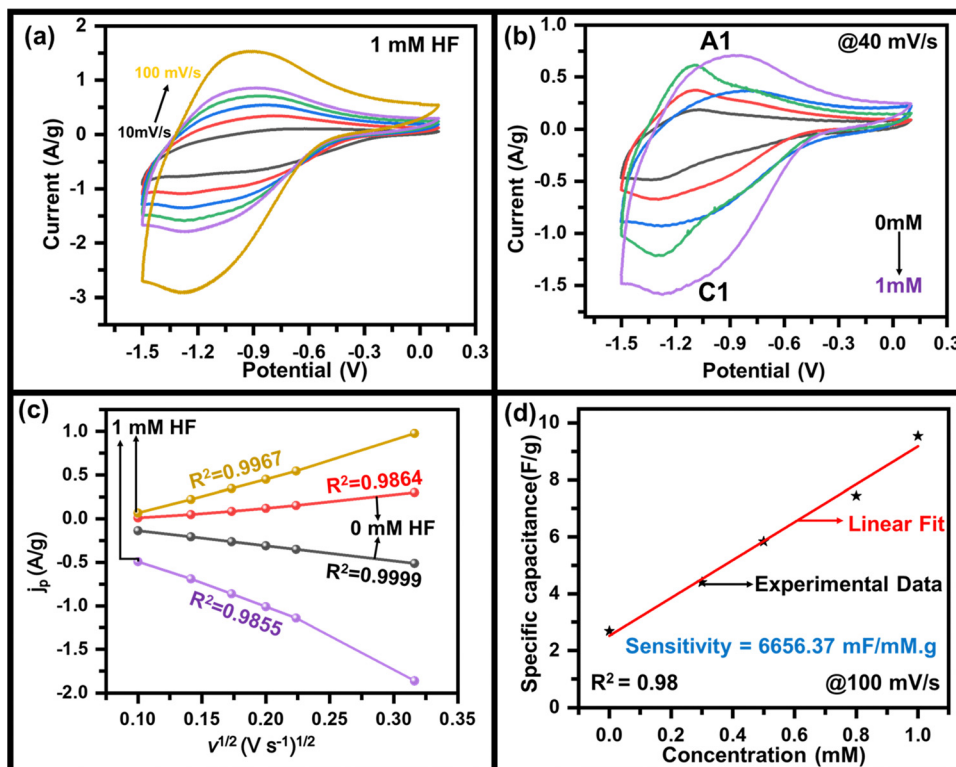 (a)
1 mM HF
100 mV/s
10mV/s
2
1
0
1
2
-3
-1.5 -1.2 -0.9 -0.6 -0.3 0.0 0.3
Current (A/g)
Potential (V)
(b)
A1
@40 mV/s
1.0
0.5
0.0
-0.5
-1.0
-1.5
0mM
1mM
C1
-1.5 -1.2 -0.9 -0.6 -0.3 0.0 0.3
Current (A/g)
Potential (V)
(c)
1 mM HF
1.0
0.5
0.0
-0.5
-1.0
-2.0
R²=0.9967
R²=0.9864
0 mM HF
R²=0.9999
R²=0.9855
0.10 0.15 0.20 0.25 0.30 0.35
jp (A/g)
v1/2 (V s-1)1/2
(d)
10
8
6
4
2
0
Linear Fit
Experimental Data
Sensitivity = 6656.37 mF/mM.g
R² = 0.98
@100 mV/s
0.0 0.2 0.4 0.6 0.8 1.0
Specific capacitance(F/g)
Concentration (mM)